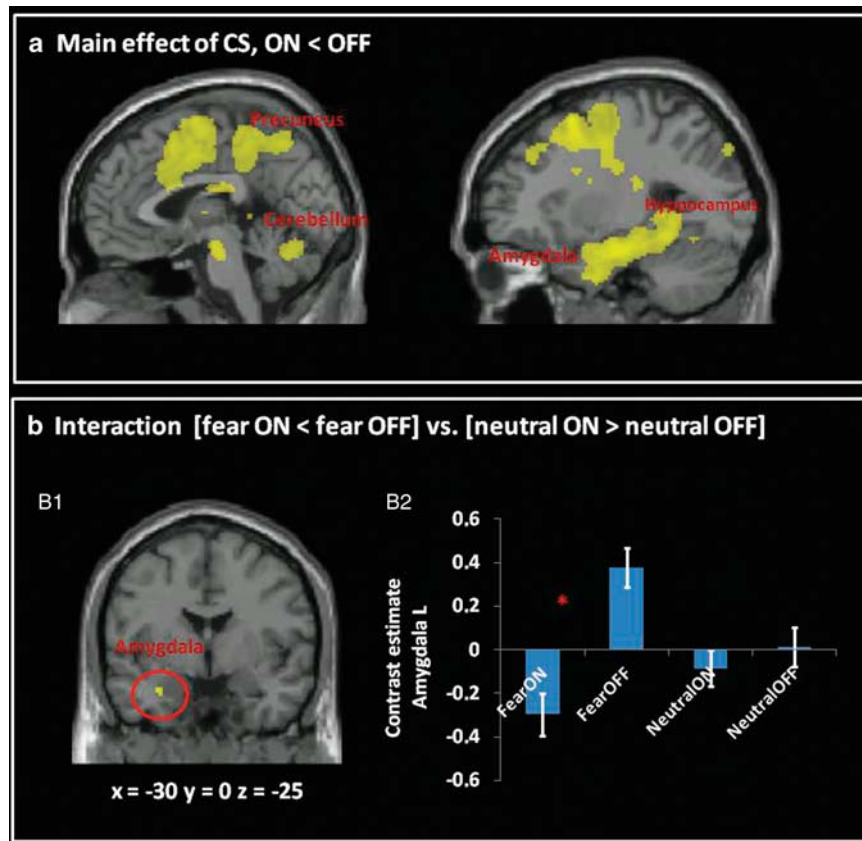 a Main effect of CS, ON < OFF
Precuneus
Cerebellum
Hyppocampus
Amygdala
b Interaction [fear ON < fear OFF] vs. [neutral ON > neutral OFF]
B1
Amygdala
x = -30 y = 0 z = -25
B2
Contrast estimate
Amygdala L
0.6
0.4
0.2
0
-0.2
-0.4
-0.6
*
FearON
FearOFF
NeutralON
NeutralOFF